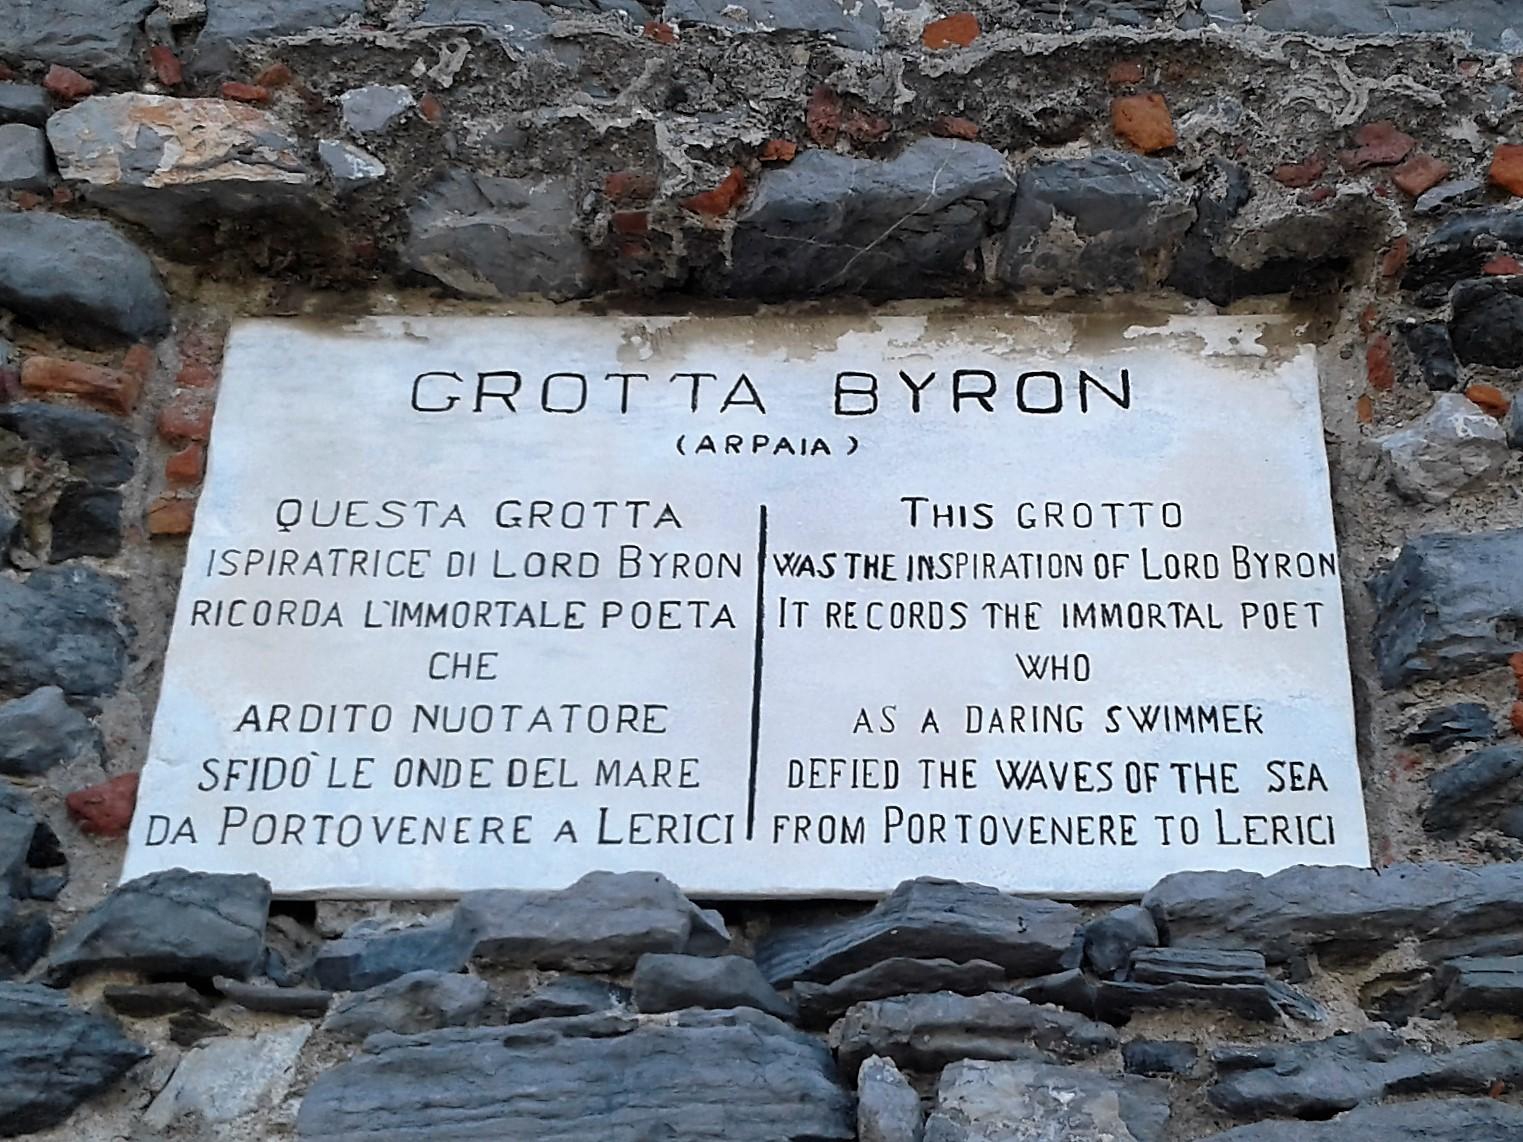 GROTTA BYRON
(ARPAIA)
QUESTA GROTTA
ISPIRATRICE DI LORD BYRON
RICORDA L'IMMORTALE POETA
CHE
ARDITO NUOTATORE
SFIDÒ LE ONDE DEL MARE
DA PORTOVENERE A LERICI
THIS GROTTO
WAS THE INSPIRATION OF LORD BYRON
IT RECORDS THE IMMORTAL POET
WHO
AS A DARING SWIMMER
DEFIED THE WAVES OF THE SEA
FROM PORTOVENERE TO LERICI